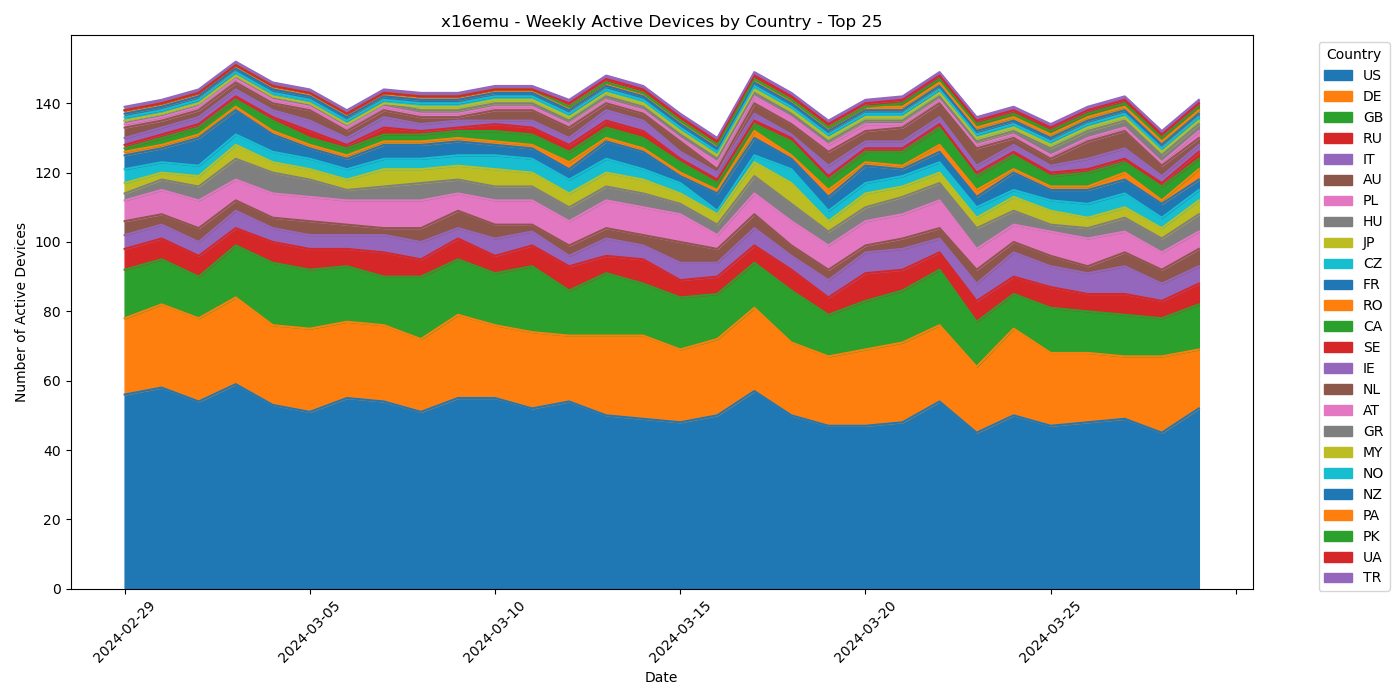 x16emu - Weekly Active Devices by Country - Top 25
Number of Active Devices
140
120
100
80
60
40
20
0
2024-02-29
2024-03-05
2024-03-10
2024-03-15
2024-03-20
2024-03-25
Date
Country
US
DE
GB
RU
IT
AU
PL
HU
JP
CZ
FR
RO
CA
SE
IE
NL
AT
GR
MY
NO
NZ
PA
PK
UA
TR